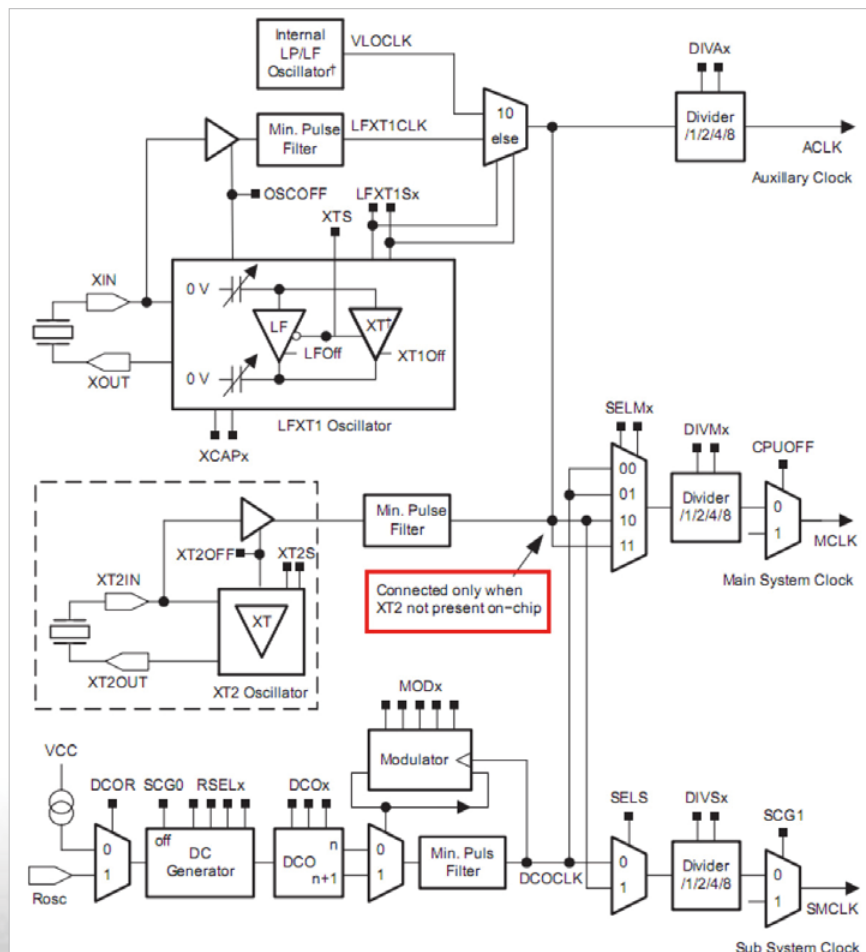 Internal
LP/LF
Oscillator†
VLOCLK
DIVAx
10
else
Divider
/1/2/4/8
ACLK
Auxillary Clock
Min. Pulse
Filter
LFXT1CLK
OSCOFF
LFXT1Sx
XTS
XIN
0 V
LF
XT†
LFOff
XT1Off
0 V
XOUT
LFXT1 Oscillator
XCAPx
SELMx
DIVMx
CPUOFF
00
01
10
11
Divider
/1/2/4/8
0
1
MCLK
Main System Clock
Min. Pulse
Filter
XT2OFF
XT2S
XT2IN
XT
XT2OUT
XT2 Oscillator
Connected only when
XT2 not present on−chip
MODx
Modulator
VCC
DCOR
SCG0
RSELx
DCOx
off
DC
Generator
DCO
n
n+1
0
1
0
1
Min. Puls
Filter
DCOCLK
Rosc
SELS
DIVSx
SCG1
0
1
Divider
/1/2/4/8
0
1
SMCLK
Sub System Clock